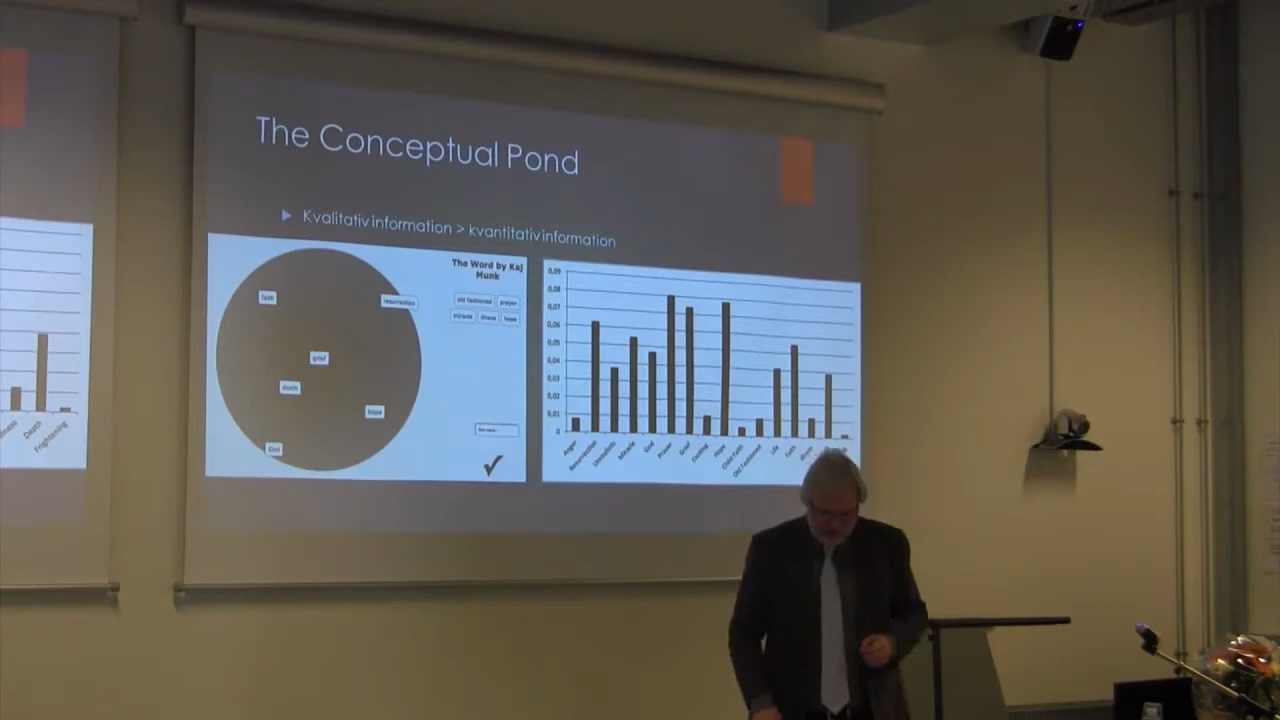 The Conceptual Pond
Kvalitativ information > kvantitativ information
The Word by Kaj
Munk
old fashioned
prayer
miracle
illness
hope
faith
resurrection
grief
death
hope
God
0,09
0,08
0,07
0,06
0,05
0,04
0,03
0,02
0,01
0
Anger
Resurrection
Unrealistic
Miracle
God
Prayer
Grief
Exciting
Hope
Child Faith
Old Fashioned
Life
Faith
Death
Frightening